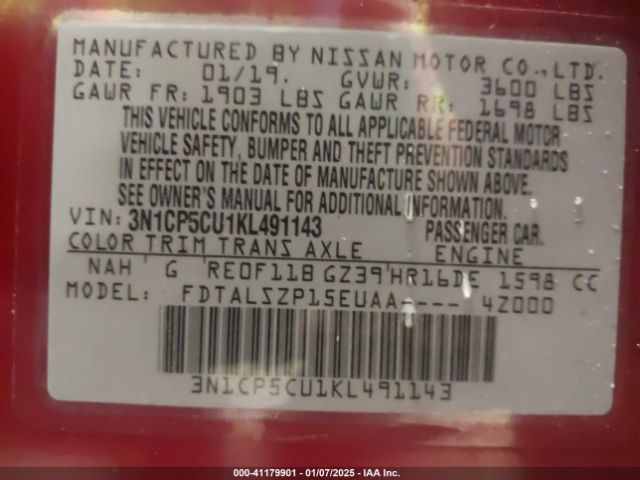 MANUFACTURED BY NISSAN MOTOR CO.,LTD.
DATE: 01/19. GVWR: 3600 LBS
GAWR FR: 1903 LBS GAWR RR: 1698 LBS
THIS VEHICLE CONFORMS TO ALL APPLICABLE FEDERAL MOTOR
VEHICLE SAFETY, BUMPER AND THEFT PREVENTION STANDARDS
IN EFFECT ON THE DATE OF MANUFACTURE SHOWN ABOVE.
SEE OWNER'S MANUAL FOR ADDITIONAL INFORMATION.
VIN: 3N1CP5CU1KL491143 PASSENGER CAR.
COLOR TRIM TRANS AXLE ENGINE
NAH G RE0F11B GZ39 HR16DE 1598 CC
MODEL: FDTALSZP15EUAA---- 42000
3N1CP5CU1KL491143
000-41179901 - 01/07/2025 - IAA Inc.